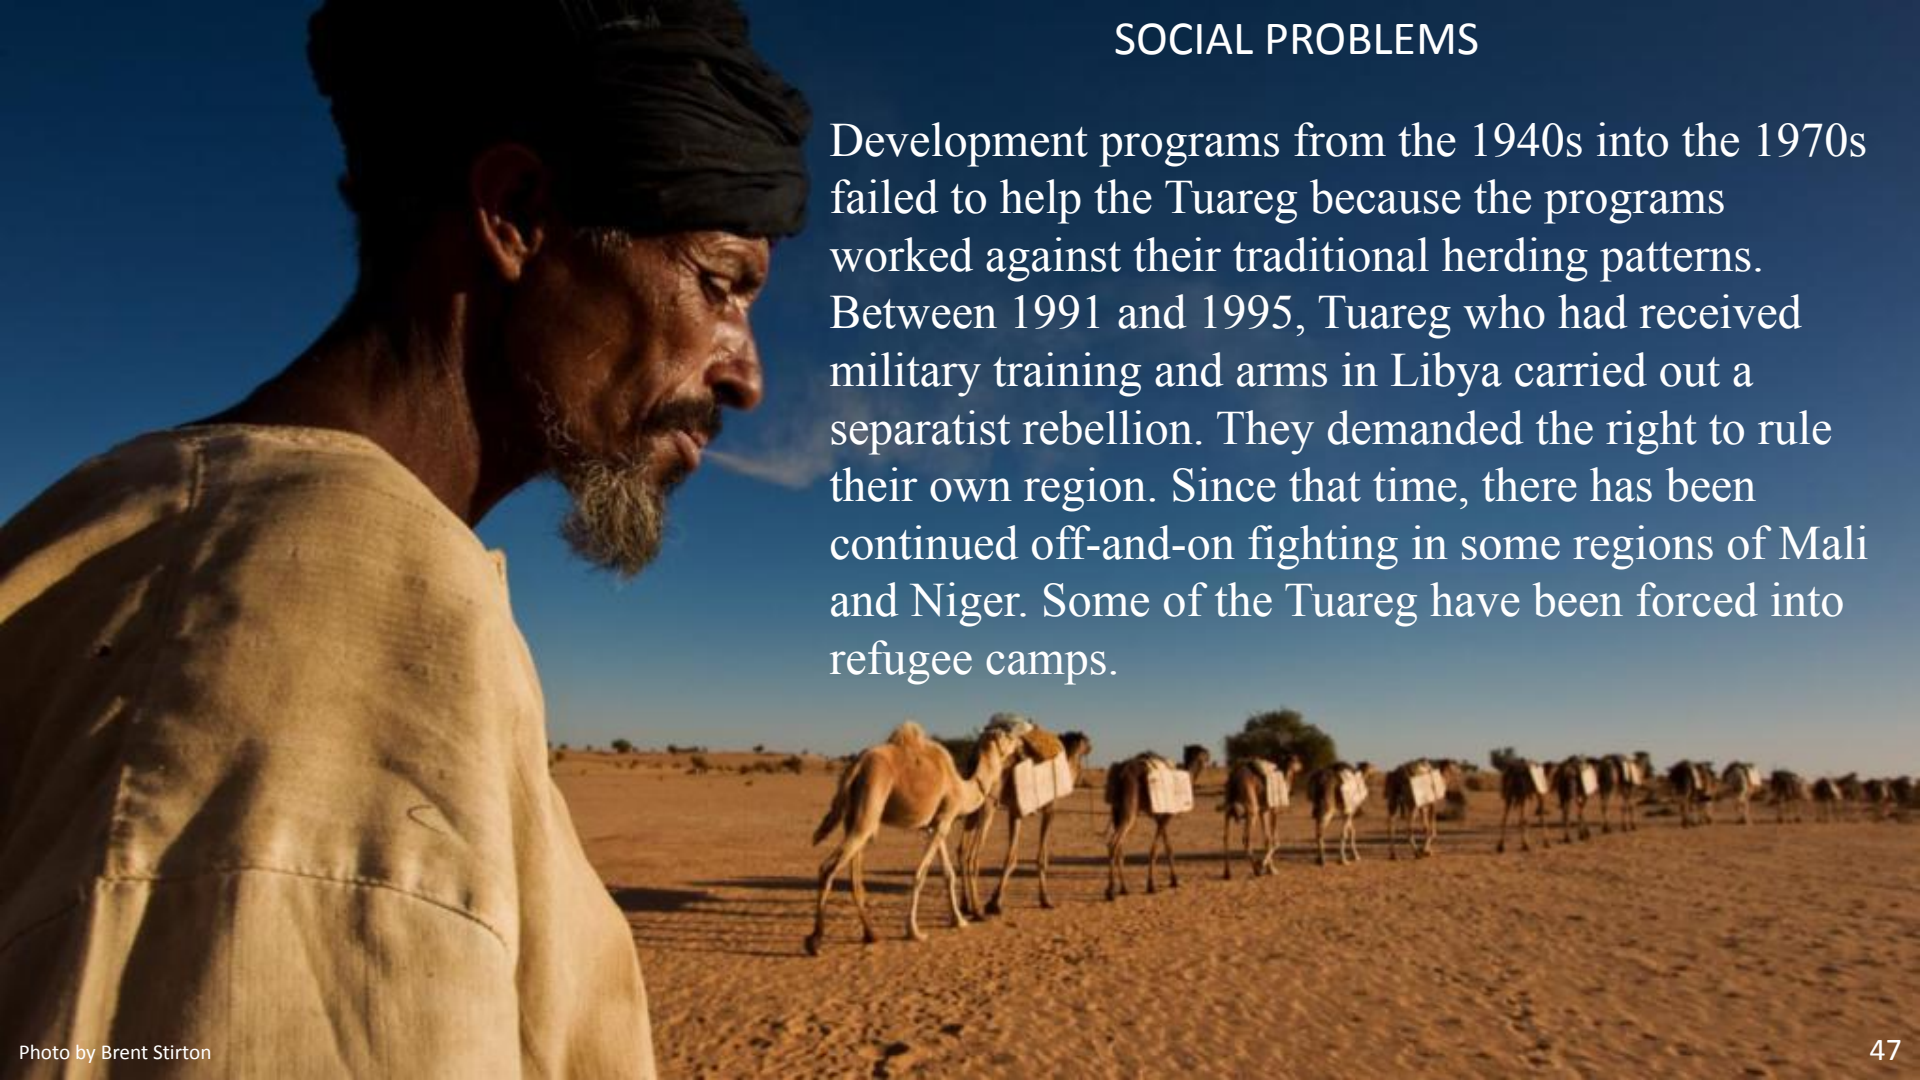 SOCIAL PROBLEMS
Development programs from the 1940s into the 1970s
failed to help the Tuareg because the programs
worked against their traditional herding patterns.
Between 1991 and 1995, Tuareg who had received
military training and arms in Libya carried out a
separatist rebellion. They demanded the right to rule
their own region. Since that time, there has been
continued off-and-on fighting in some regions of Mali
and Niger. Some of the Tuareg have been forced into
refugee camps.
Photo by Brent Stirton
47